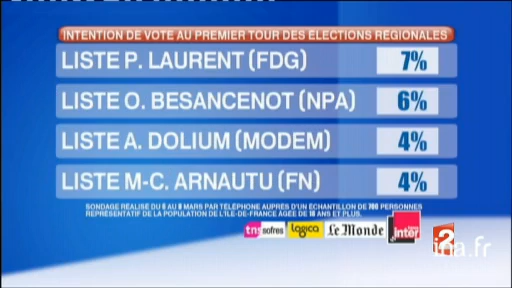 INTENTION DE VOTE AU PREMIER TOUR DES ÉLECTIONS RÉGIONALES
LISTE P. LAURENT (FDG) 7%
LISTE O. BESANCENOT (NPA) 6%
LISTE A. DOLIUM (MODEM) 4%
LISTE M-C. ARNAUTU (FN) 4%
SONDAGE RÉALISÉ DU 5 AU 8 MARS PAR TÉLÉPHONE AUPRÈS D'UN ÉCHANTILLON DE 700 PERSONNES
REPRÉSENTATIF DE LA POPULATION DE L'ILE-DE-FRANCE AGÉE DE 18 ANS ET PLUS.
tns sofres logica Le Monde france inter 2
ina.fr